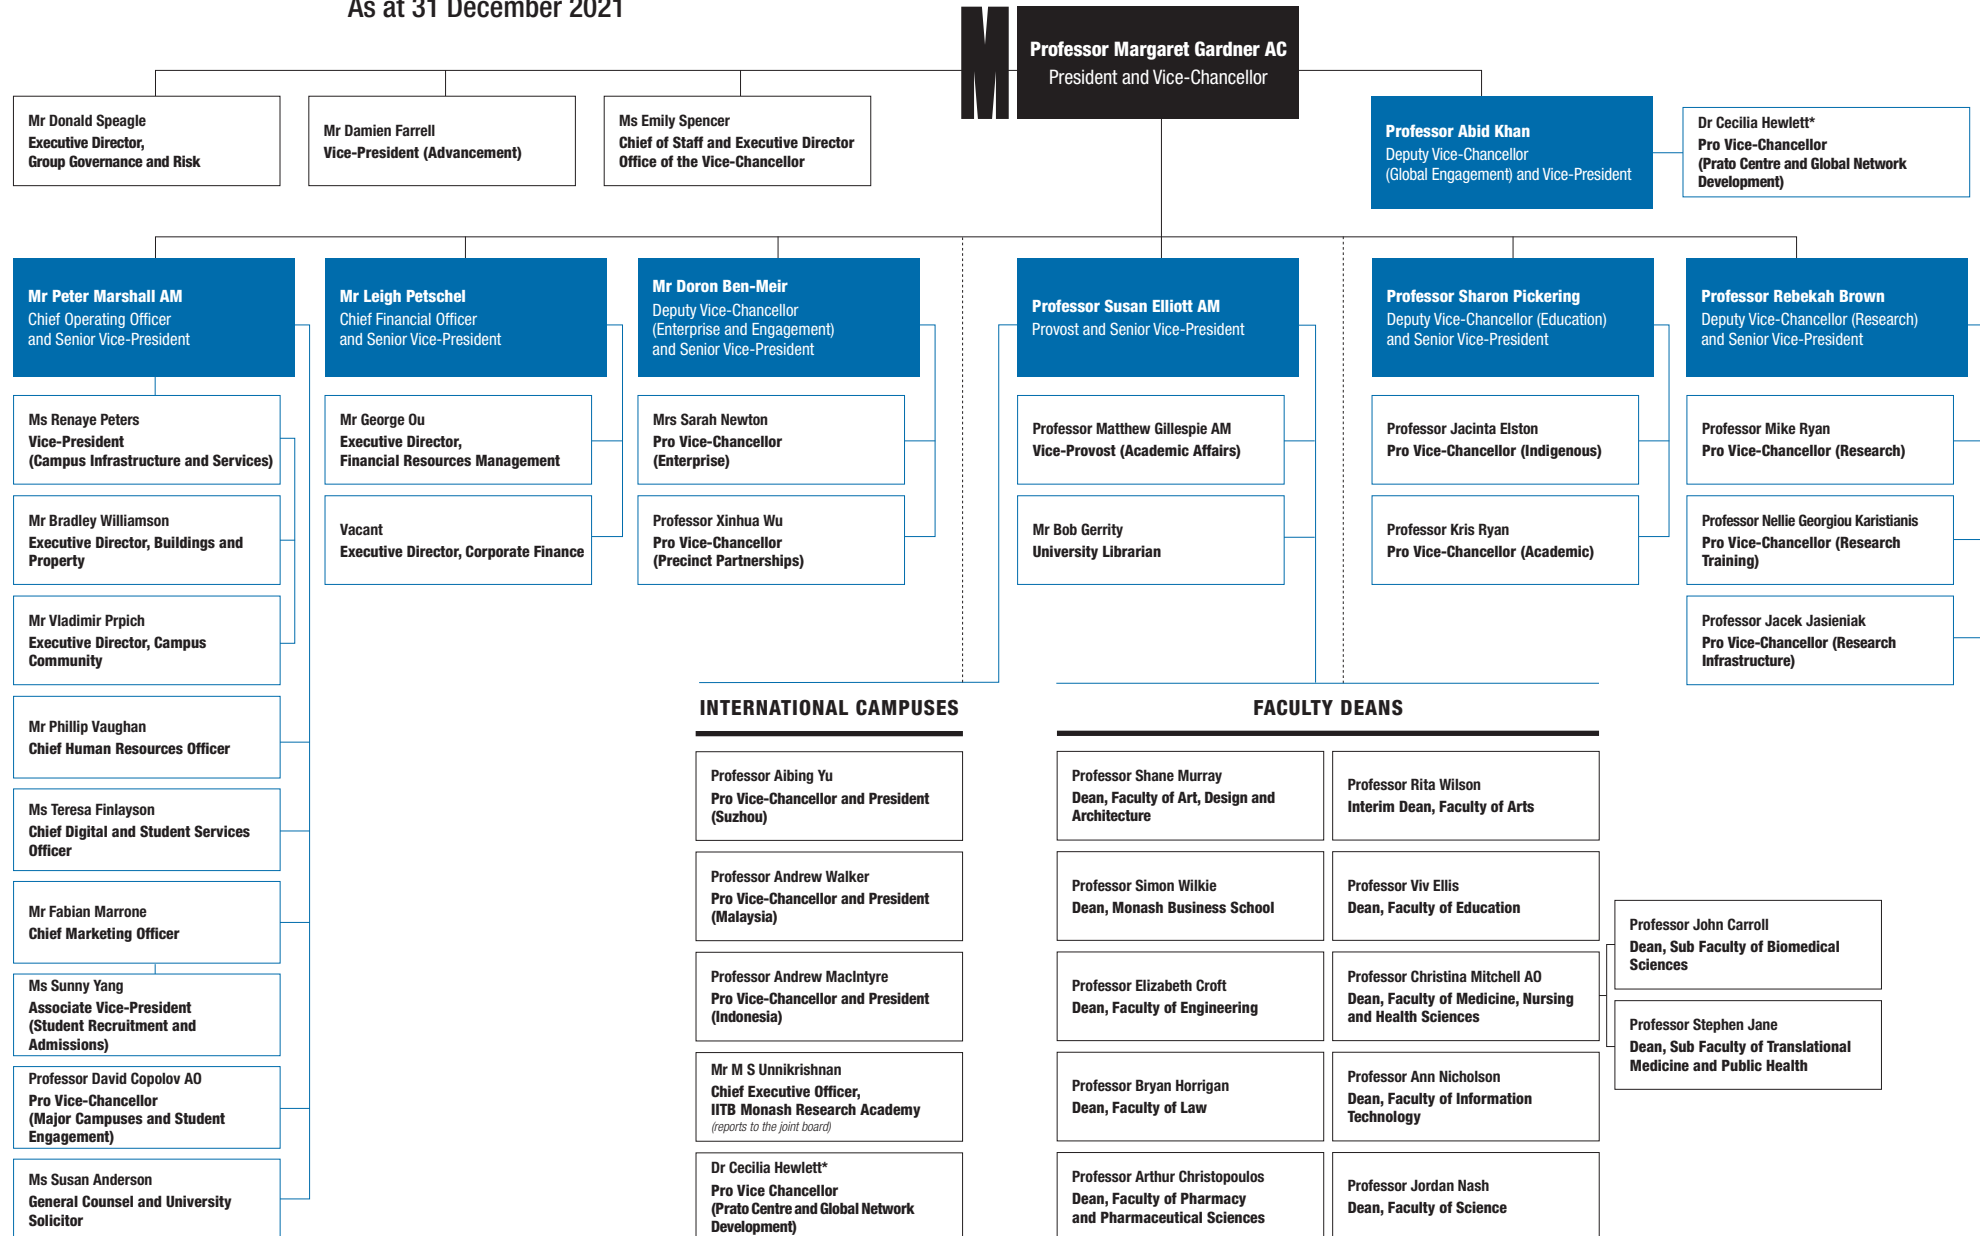 As at 31 December 2021
M
Professor Margaret Gardner AC
President and Vice-Chancellor
Mr Donald Speagle
Executive Director,
Group Governance and Risk
Mr Damien Farrell
Vice-President (Advancement)
Ms Emily Spencer
Chief of Staff and Executive Director
Office of the Vice-Chancellor
Professor Abid Khan
Deputy Vice-Chancellor
(Global Engagement) and Vice-President
Dr Cecilia Hewlett*
Pro Vice-Chancellor
(Prato Centre and Global Network
Development)
Mr Peter Marshall AM
Chief Operating Officer
and Senior Vice-President
Mr Leigh Petschel
Chief Financial Officer
and Senior Vice-President
Mr Doron Ben-Meir
Deputy Vice-Chancellor
(Enterprise and Engagement)
and Senior Vice-President
Professor Susan Elliott AM
Provost and Senior Vice-President
Professor Sharon Pickering
Deputy Vice-Chancellor (Education)
and Senior Vice-President
Professor Rebekah Brown
Deputy Vice-Chancellor (Research)
and Senior Vice-President
Ms Renaye Peters
Vice-President
(Campus Infrastructure and Services)
Mr Bradley Williamson
Executive Director, Buildings and
Property
Mr Vladimir Prpich
Executive Director, Campus
Community
Mr Phillip Vaughan
Chief Human Resources Officer
Ms Teresa Finlayson
Chief Digital and Student Services
Officer
Mr Fabian Marrone
Chief Marketing Officer
Ms Sunny Yang
Associate Vice-President
(Student Recruitment and
Admissions)
Professor David Copolov AO
Pro Vice-Chancellor
(Major Campuses and Student
Engagement)
Ms Susan Anderson
General Counsel and University
Solicitor
Mr George Ou
Executive Director,
Financial Resources Management
Vacant
Executive Director, Corporate Finance
Mrs Sarah Newton
Pro Vice-Chancellor
(Enterprise)
Professor Xinhua Wu
Pro Vice-Chancellor
(Precinct Partnerships)
Professor Matthew Gillespie AM
Vice-Provost (Academic Affairs)
Mr Bob Gerrity
University Librarian
Professor Jacinta Elston
Pro Vice-Chancellor (Indigenous)
Professor Kris Ryan
Pro Vice-Chancellor (Academic)
Professor Mike Ryan
Pro Vice-Chancellor (Research)
Professor Nellie Georgiou Karistianis
Pro Vice-Chancellor (Research
Training)
Professor Jacek Jasieniak
Pro Vice-Chancellor (Research
Infrastructure)
INTERNATIONAL CAMPUSES
Professor Aibing Yu
Pro Vice-Chancellor and President
(Suzhou)
Professor Andrew Walker
Pro Vice-Chancellor and President
(Malaysia)
Professor Andrew MacIntyre
Pro Vice-Chancellor and President
(Indonesia)
Mr M S Unnikrishnan
Chief Executive Officer,
IITB Monash Research Academy
(reports to the joint board)
Dr Cecilia Hewlett*
Pro Vice Chancellor
(Prato Centre and Global Network
Development)
FACULTY DEANS
Professor Shane Murray
Dean, Faculty of Art, Design and
Architecture
Professor Rita Wilson
Interim Dean, Faculty of Arts
Professor Simon Wilkie
Dean, Monash Business School
Professor Viv Ellis
Dean, Faculty of Education
Professor Elizabeth Croft
Dean, Faculty of Engineering
Professor Christina Mitchell AO
Dean, Faculty of Medicine, Nursing
and Health Sciences
Professor John Carroll
Dean, Sub Faculty of Biomedical
Sciences
Professor Stephen Jane
Dean, Sub Faculty of Translational
Medicine and Public Health
Professor Bryan Horrigan
Dean, Faculty of Law
Professor Ann Nicholson
Dean, Faculty of Information
Technology
Professor Arthur Christopoulos
Dean, Faculty of Pharmacy
and Pharmaceutical Sciences
Professor Jordan Nash
Dean, Faculty of Science